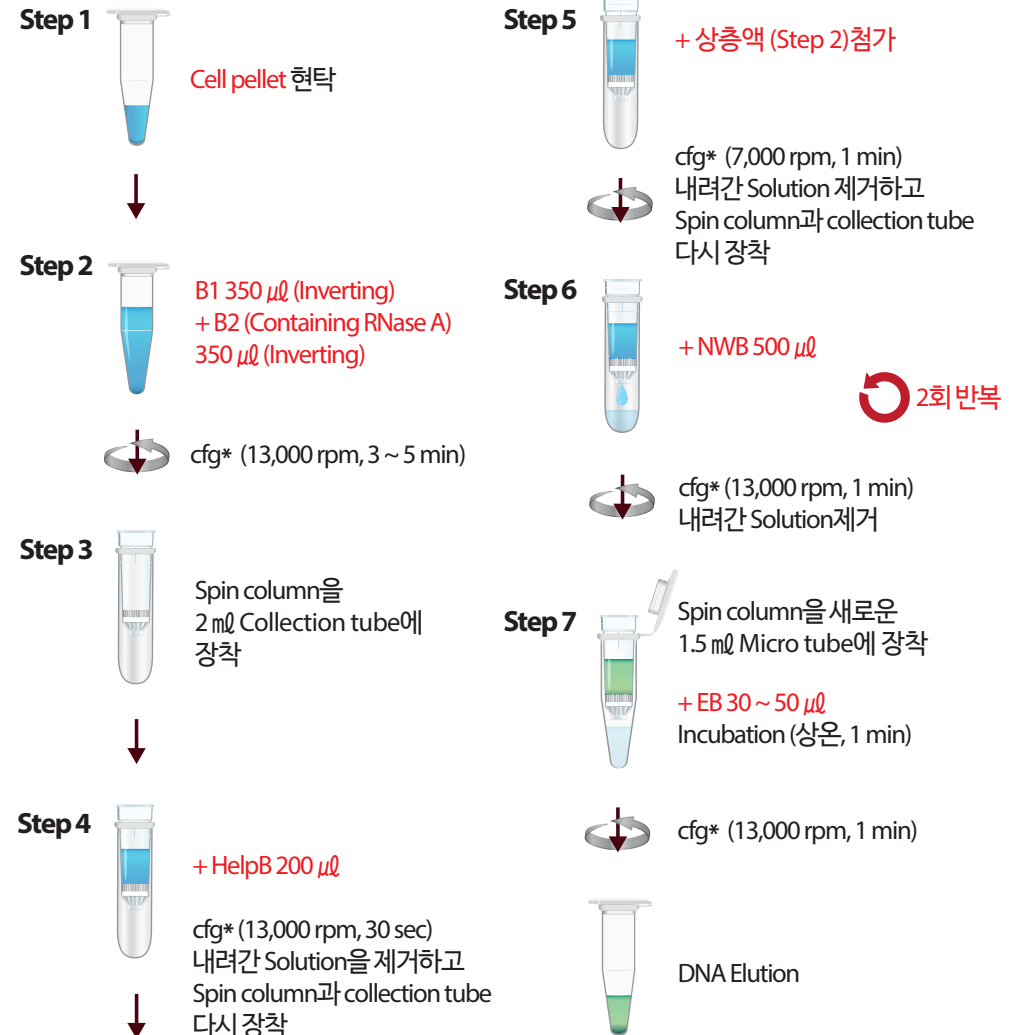 Step 1
Cell pellet 현탁
Step 2
B1 350 ㎕ (Inverting)
+ B2 (Containing RNase A)
350 ㎕ (Inverting)
cfg* (13,000 rpm, 3 ~ 5 min)
Step 3
Spin column을
2 ㎖ Collection tube에
장착
Step 4
+ HelpB 200 ㎕
cfg* (13,000 rpm, 30 sec)
내려간 Solution을 제거하고
Spin column과 collection tube
다시 장착
Step 5
+ 상층액 (Step 2)첨가
cfg* (7,000 rpm, 1 min)
내려간 Solution 제거하고
Spin column과 collection tube
다시 장착
Step 6
+ NWB 500 ㎕
2회 반복
cfg* (13,000 rpm, 1 min)
내려간 Solution제거
Step 7
Spin column을 새로운
1.5 ㎖ Micro tube에 장착
+ EB 30 ~ 50 ㎕
Incubation (상온, 1 min)
cfg* (13,000 rpm, 1 min)
DNA Elution